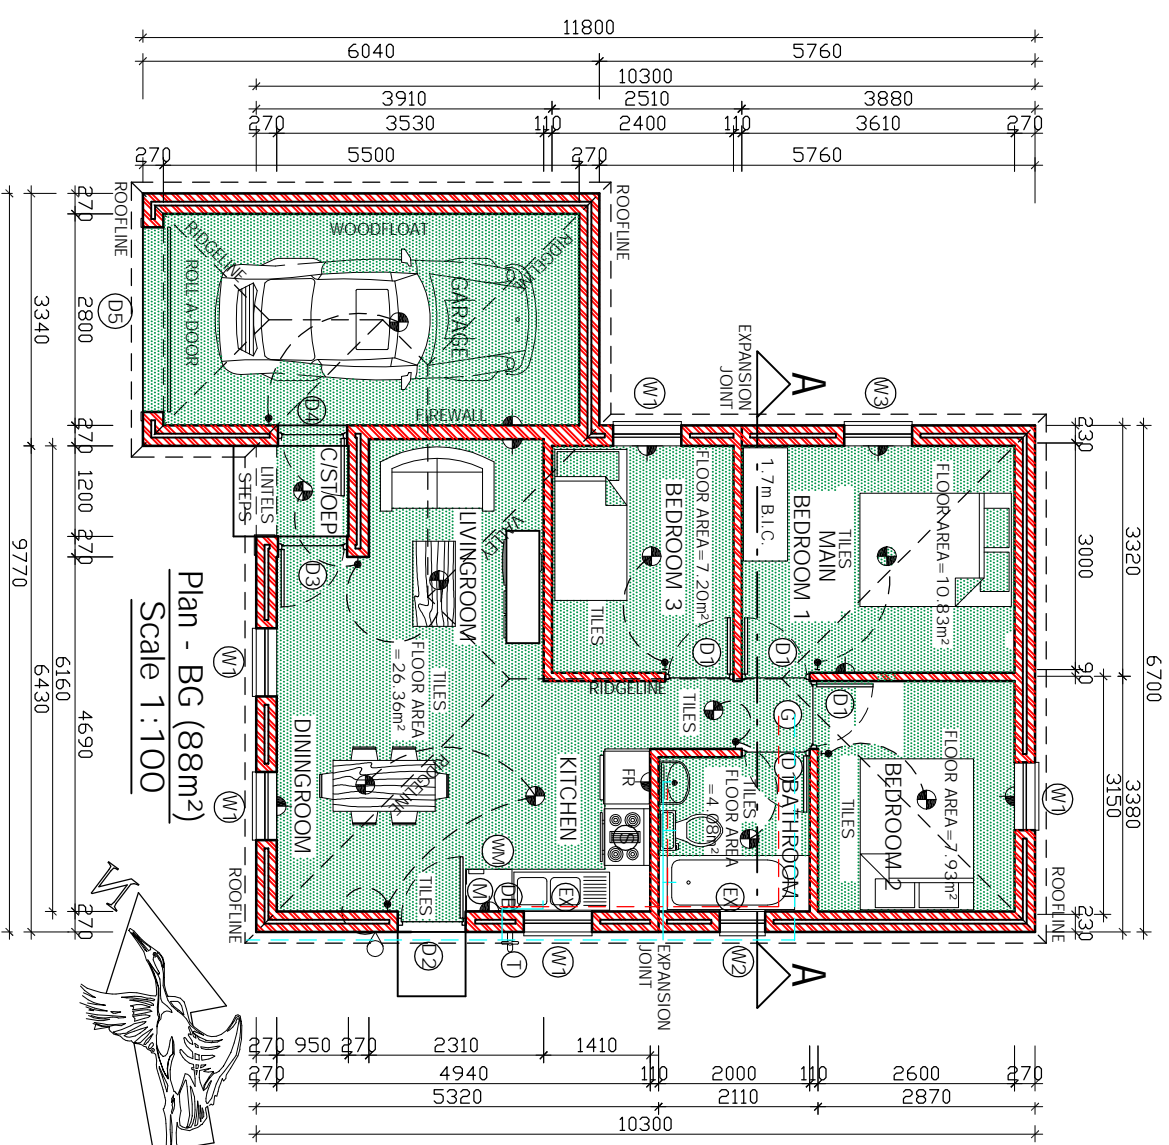 11800
6040 5760
10300
3910 2510 3880
270 3530 110 2400 110 3610 270
270 5500 270 5760
ROOFLINE
ROOFLINE
WOODFLOAT
RIDGELINE
RIDGELINE
ROLL A DOOR
GARAGE
FIREWALL
D5
D4
EXPANSION
JOINT
A
W1
W3
270
2800
270
1200
270
4690
270
3340
6160
6430
9770
C/ST/OEP
LINTELS
STEPS
D3
LIVINGROOM
VALLEY
TILES
FLOOR AREA
=26.36m²
BEDROOM 3
FLOOR AREA=7.20m²
TILES
D1
1.7m B.I.C.
MAIN
BEDROOM 1
TILES
FLOOR AREA=10.83m²
D1
230
3000
90
3150
230
3320
3380
6700
RIDGELINE
TILES
G
D1
D1
BATHROOM
TILES
FLOOR AREA
=4.08m²
EX
BEDROOM 2
FLOOR AREA=7.93m²
TILES
W1
W1
W1
DININGROOM
RIDGELINE
KITCHEN
FR
S
WM
M
DB
EX
TILES
D2
T
W1
W2
EXPANSION
JOINT
A
ROOFLINE
ROOFLINE
Plan - BG (88m²)
Scale 1:100
N
270 950 270 2310 1410
270 4940 110 2000 110 2600 270
5320 2110 2870
10300